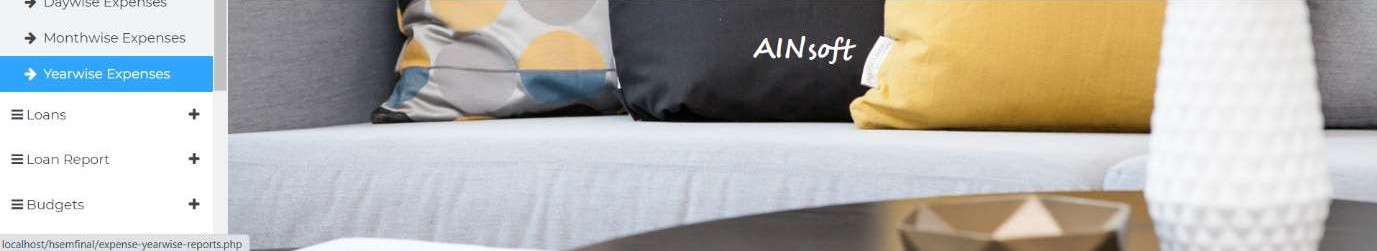 Daywise Expenses
Monthwise Expenses
Yearwise Expenses
Loans
Loan Report
Budgets
AINsoft
localhost/hsemfinal/expense-yearwise-reports.php